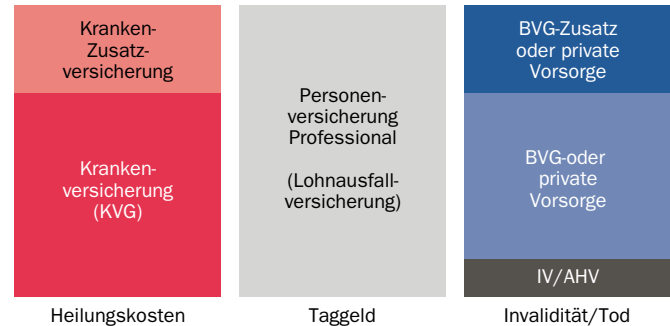 Kranken-
Zusatz-
versicherung
Kranken-
versicherung
(KVG)
Heilungskosten
Personen-
versicherung
Professional
(Lohnausfall-
versicherung)
Taggeld
BVG-Zusatz
oder private
Vorsorge
BVG-oder
private
Vorsorge
IV/AHV
Invalidität/Tod